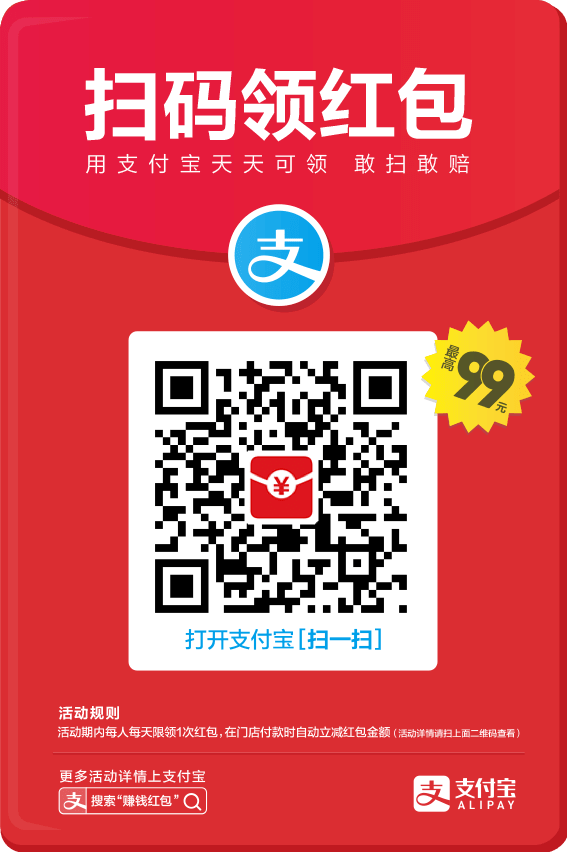 扫码领红包
用支付宝天天可领 敢扫敢赔
支
最高
99元
¥
打开支付宝[扫一扫]
活动规则
活动期内每人每天限领1次红包，在门店付款时自动立减红包金额（活动详情请扫上面二维码查看）
更多活动详情上支付宝
支 搜索“赚钱红包”
支 支付宝
ALIPAY